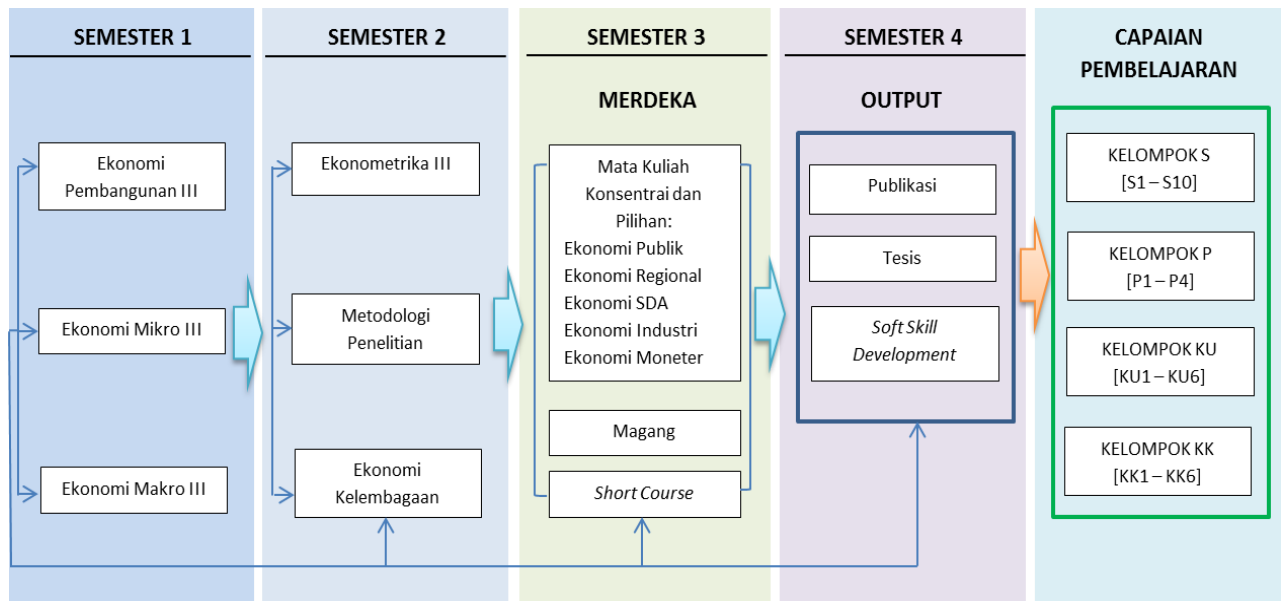 SEMESTER 1
Ekonomi
Pembangunan III
Ekonomi Mikro III
Ekonomi Makro III
SEMESTER 2
Ekonometrika III
Metodologi
Penelitian
Ekonomi
Kelembagaan
SEMESTER 3
MERDEKA
Mata Kuliah
Konsentrai dan
Pilihan:
Ekonomi Publik
Ekonomi Regional
Ekonomi SDA
Ekonomi Industri
Ekonomi Moneter
Magang
Short Course
SEMESTER 4
OUTPUT
Publikasi
Tesis
Soft Skill
Development
CAPAIAN
PEMBELAJARAN
KELOMPOK S
[S1 – S10]
KELOMPOK P
[P1 – P4]
KELOMPOK KU
[KU1 – KU6]
KELOMPOK KK
[KK1 – KK6]